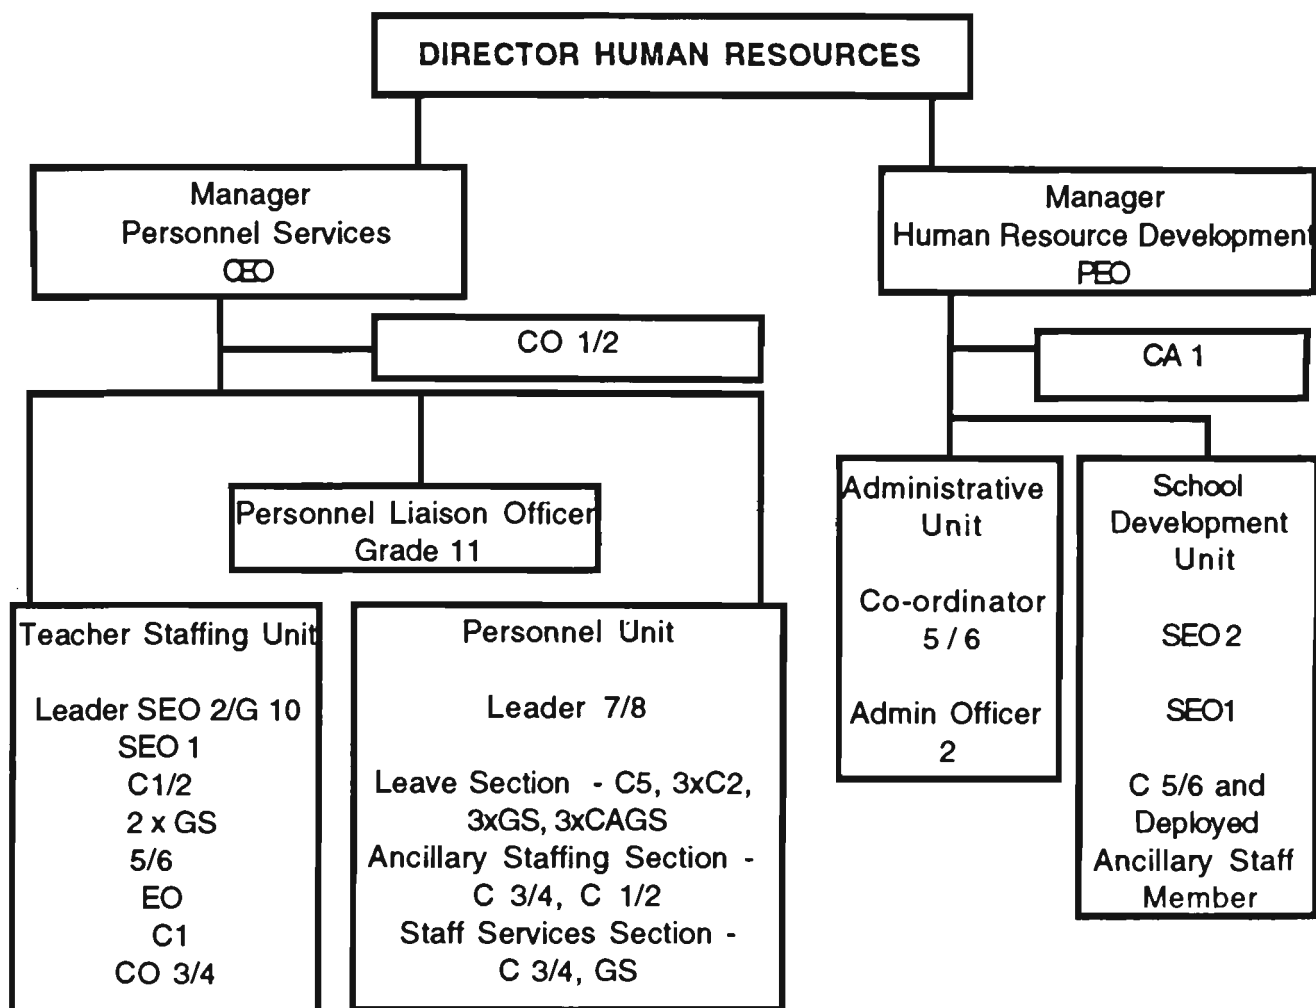 DIRECTOR HUMAN RESOURCES
Manager
Personnel Services
CEO
Manager
Human Resource Development
PEO
CO 1/2
CA 1
Personnel Liaison Officer
Grade 11
Administrative
Unit
Co-ordinator
5 / 6
Admin Officer
2
School
Development
Unit
SEO 2
SEO1
C 5/6 and
Deployed
Ancillary Staff
Member
Teacher Staffing Unit
Leader SEO 2/G 10
SEO 1
C1/2
2 x GS
5/6
EO
C1
CO 3/4
Personnel Unit
Leader 7/8
Leave Section - C5, 3xC2,
3xGS, 3xCAGS
Ancillary Staffing Section -
C 3/4, C 1/2
Staff Services Section -
C 3/4, GS